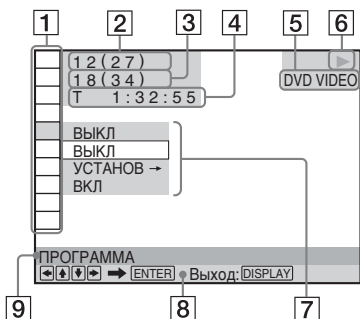 1 2 3 4 5 6
12(27)
18(34)
T 1:32:55
DVD VIDEO
ВЫКЛ
ВЫКЛ
УСТАНОВ →
ВКЛ
ПРОГРАММА
← ↑ ↓ → ➡ ENTER Выход: DISPLAY
9 8 7